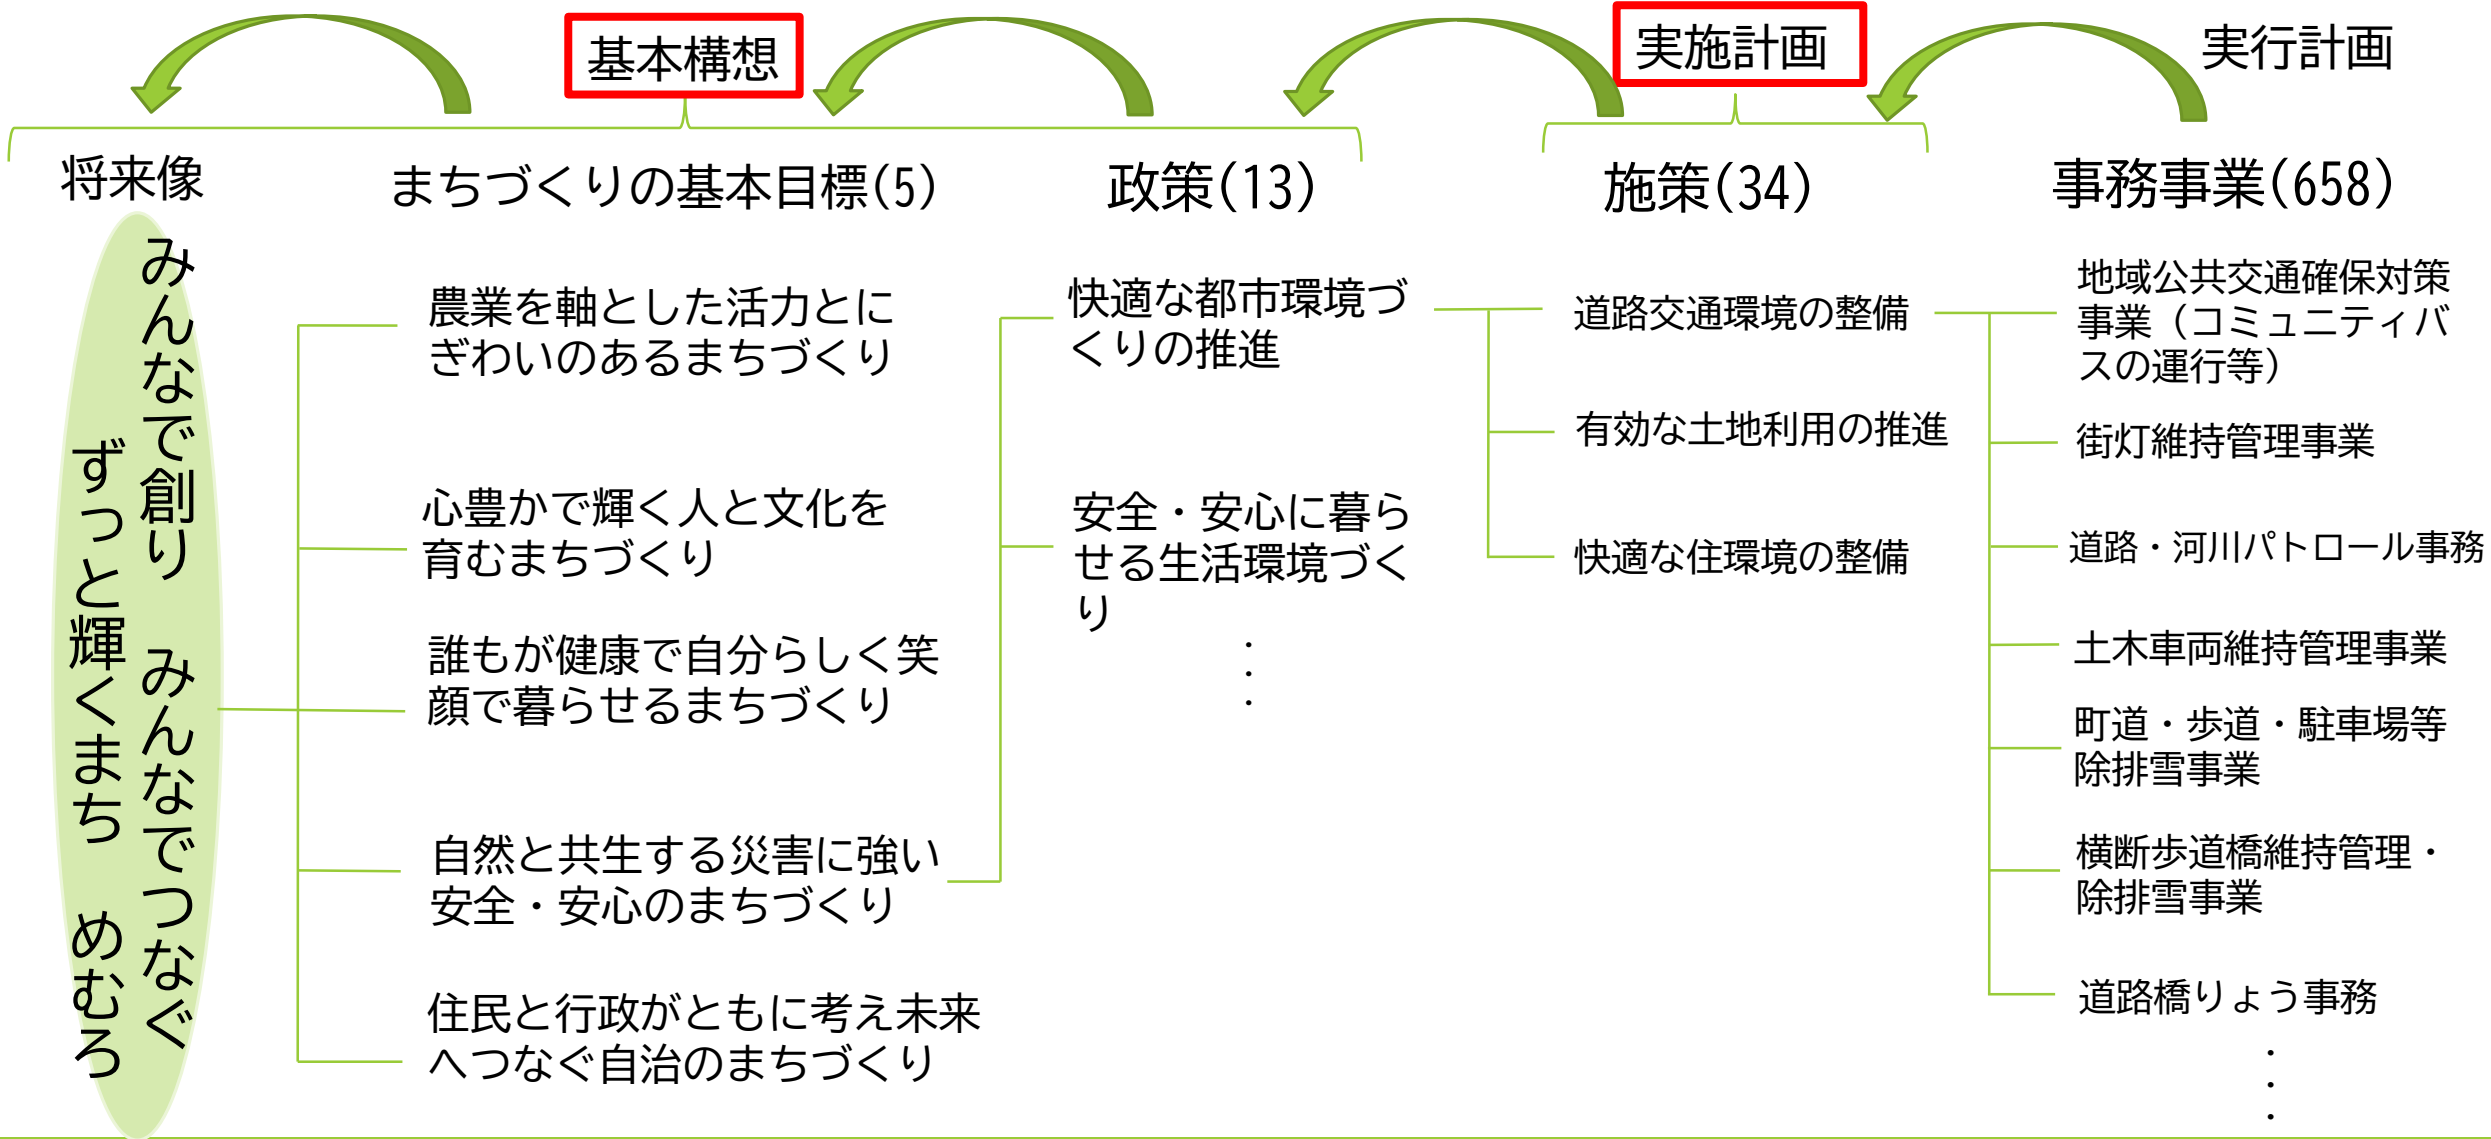 基本構想
実施計画
実行計画
将来像
まちづくりの基本目標(5)
政策(13)
施策(34)
事務事業(658)
みんなで創り みんなでつなぐ
ずっと輝くまち めむろ
農業を軸とした活力とに
ぎわいのあるまちづくり
心豊かで輝く人と文化を
育むまちづくり
誰もが健康で自分らしく笑
顔で暮らせるまちづくり
自然と共生する災害に強い
安全・安心のまちづくり
住民と行政がともに考え未来
へつなぐ自治のまちづくり
快適な都市環境づ
くりの推進
安全・安心に暮ら
せる生活環境づく
り
・
・
・
道路交通環境の整備
有効な土地利用の推進
快適な住環境の整備
地域公共交通確保対策
事業（コミュニティバ
スの運行等）
街灯維持管理事業
道路・河川パトロール事務
土木車両維持管理事業
町道・歩道・駐車場等
除排雪事業
横断歩道橋維持管理・
除排雪事業
道路橋りょう事務
・
・
・